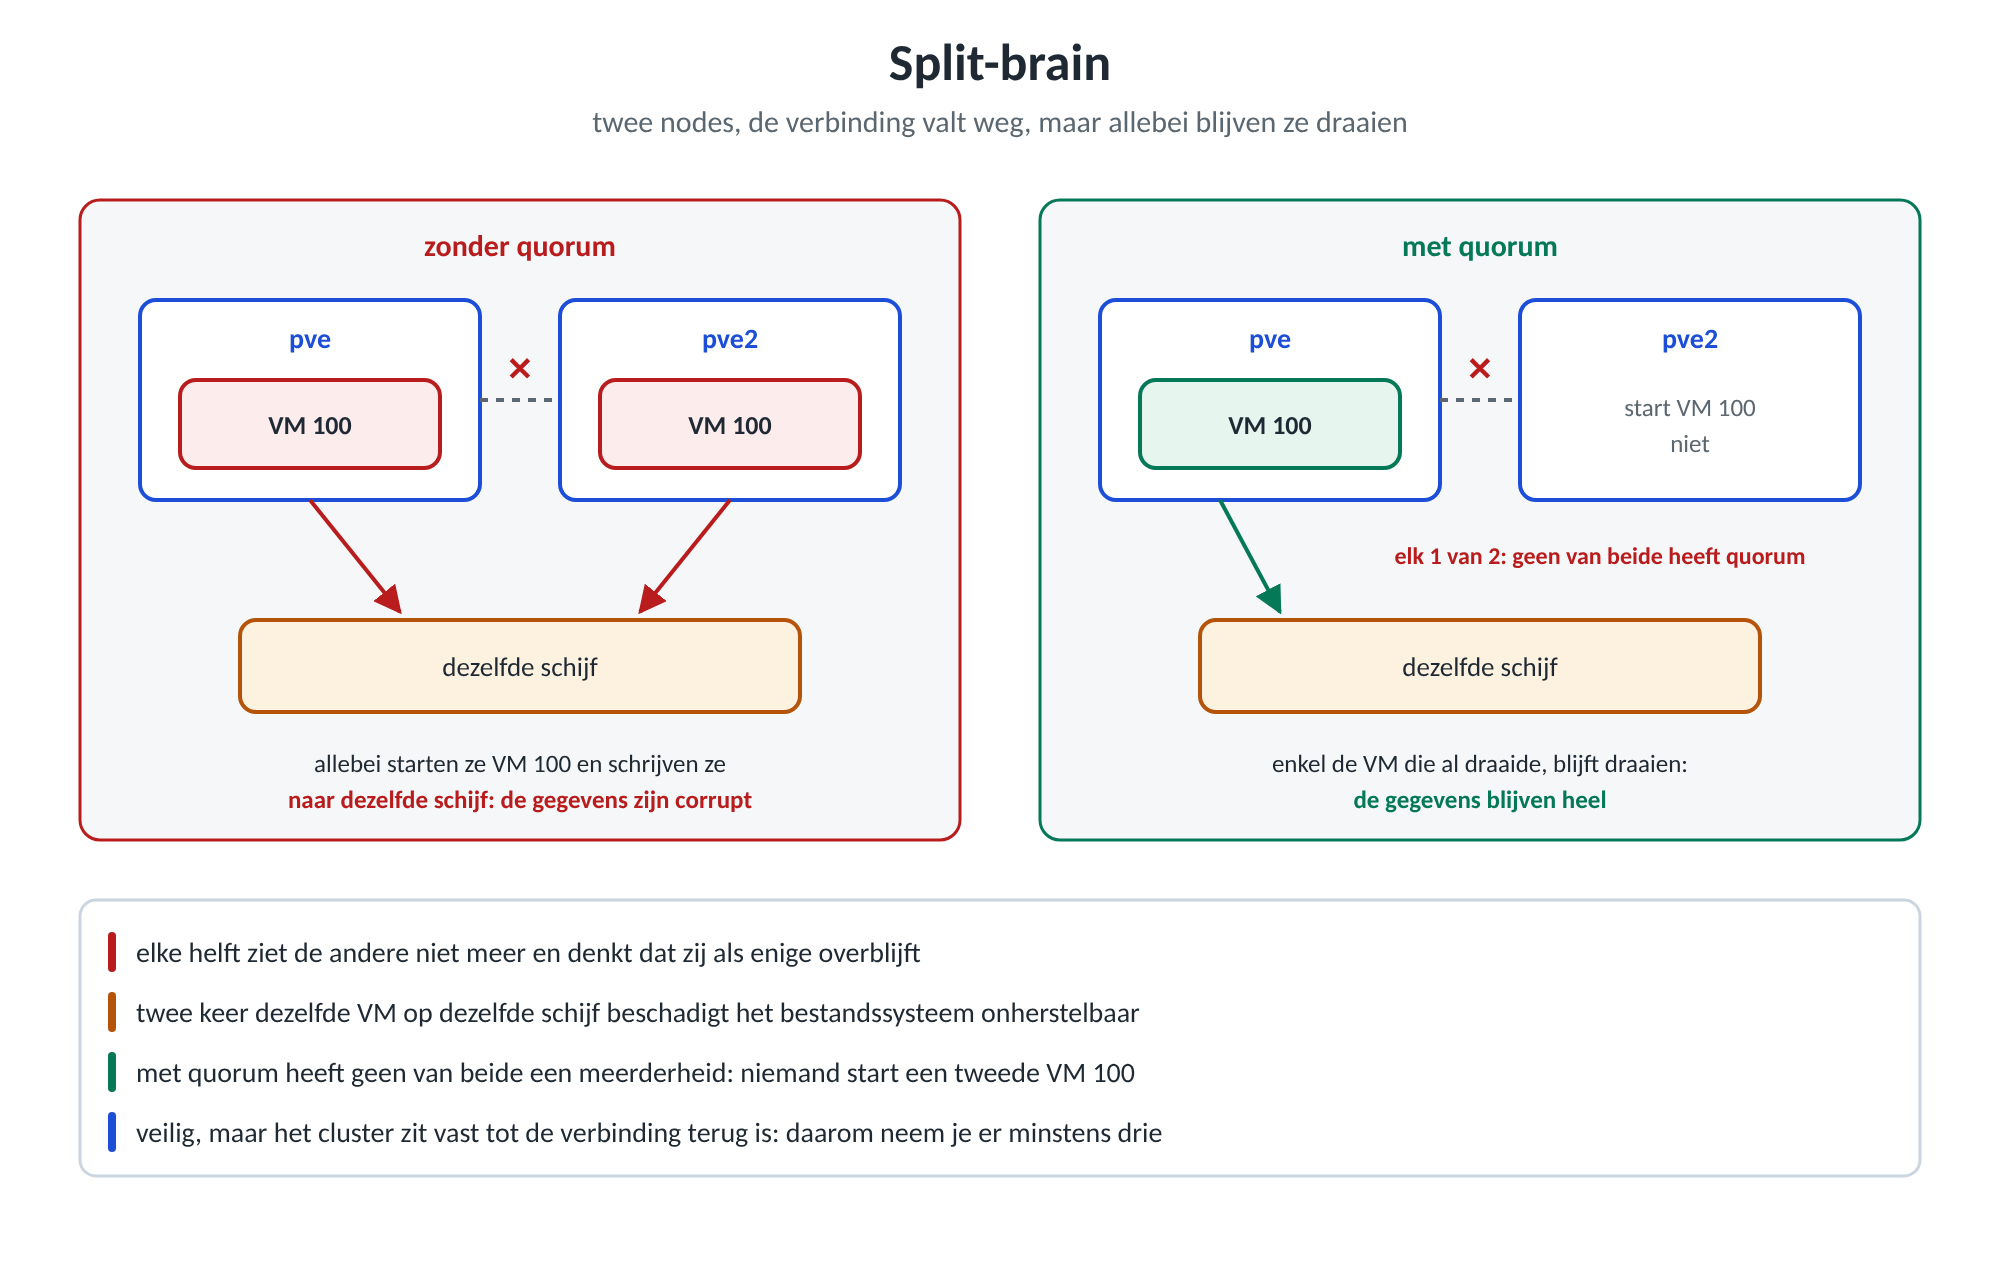 Split-brain
twee nodes, de verbinding valt weg, maar allebei blijven ze draaien
zonder quorum
pve
pve2
×
VM 100
VM 100
dezelfde schijf
allebei starten ze VM 100 en schrijven ze
naar dezelfde schijf: de gegevens zijn corrupt
met quorum
pve
pve2
×
VM 100
start VM 100
niet
elk 1 van 2: geen van beide heeft quorum
dezelfde schijf
enkel de VM die al draaide, blijft draaien:
de gegevens blijven heel
elke helft ziet de andere niet meer en denkt dat zij als enige overblijft
twee keer dezelfde VM op dezelfde schijf beschadigt het bestandssysteem onherstelbaar
met quorum heeft geen van beide een meerderheid: niemand start een tweede VM 100
veilig, maar het cluster zit vast tot de verbinding terug is: daarom neem je er minstens drie